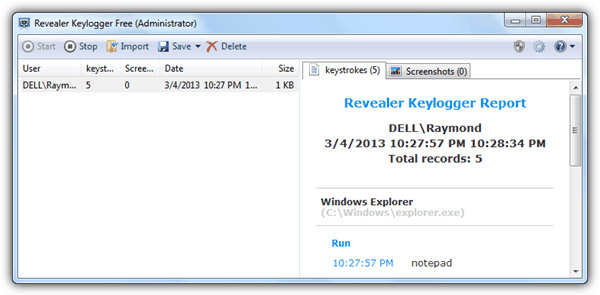 Revealer Keylogger Free (Administrator)
Start Stop Import Save Delete
User keyst... Scree... Date Size
DELL\Raym... 5 0 3/4/2013 10:27 PM 1... 1 KB
keystrokes (5) Screenshots (0)
Revealer Keylogger Report
DELL\Raymond
3/4/2013 10:27:57 PM 10:28:34 PM
Total records: 5
Windows Explorer
(C:\Windows\explorer.exe)
Run
10:27:57 PM notepad